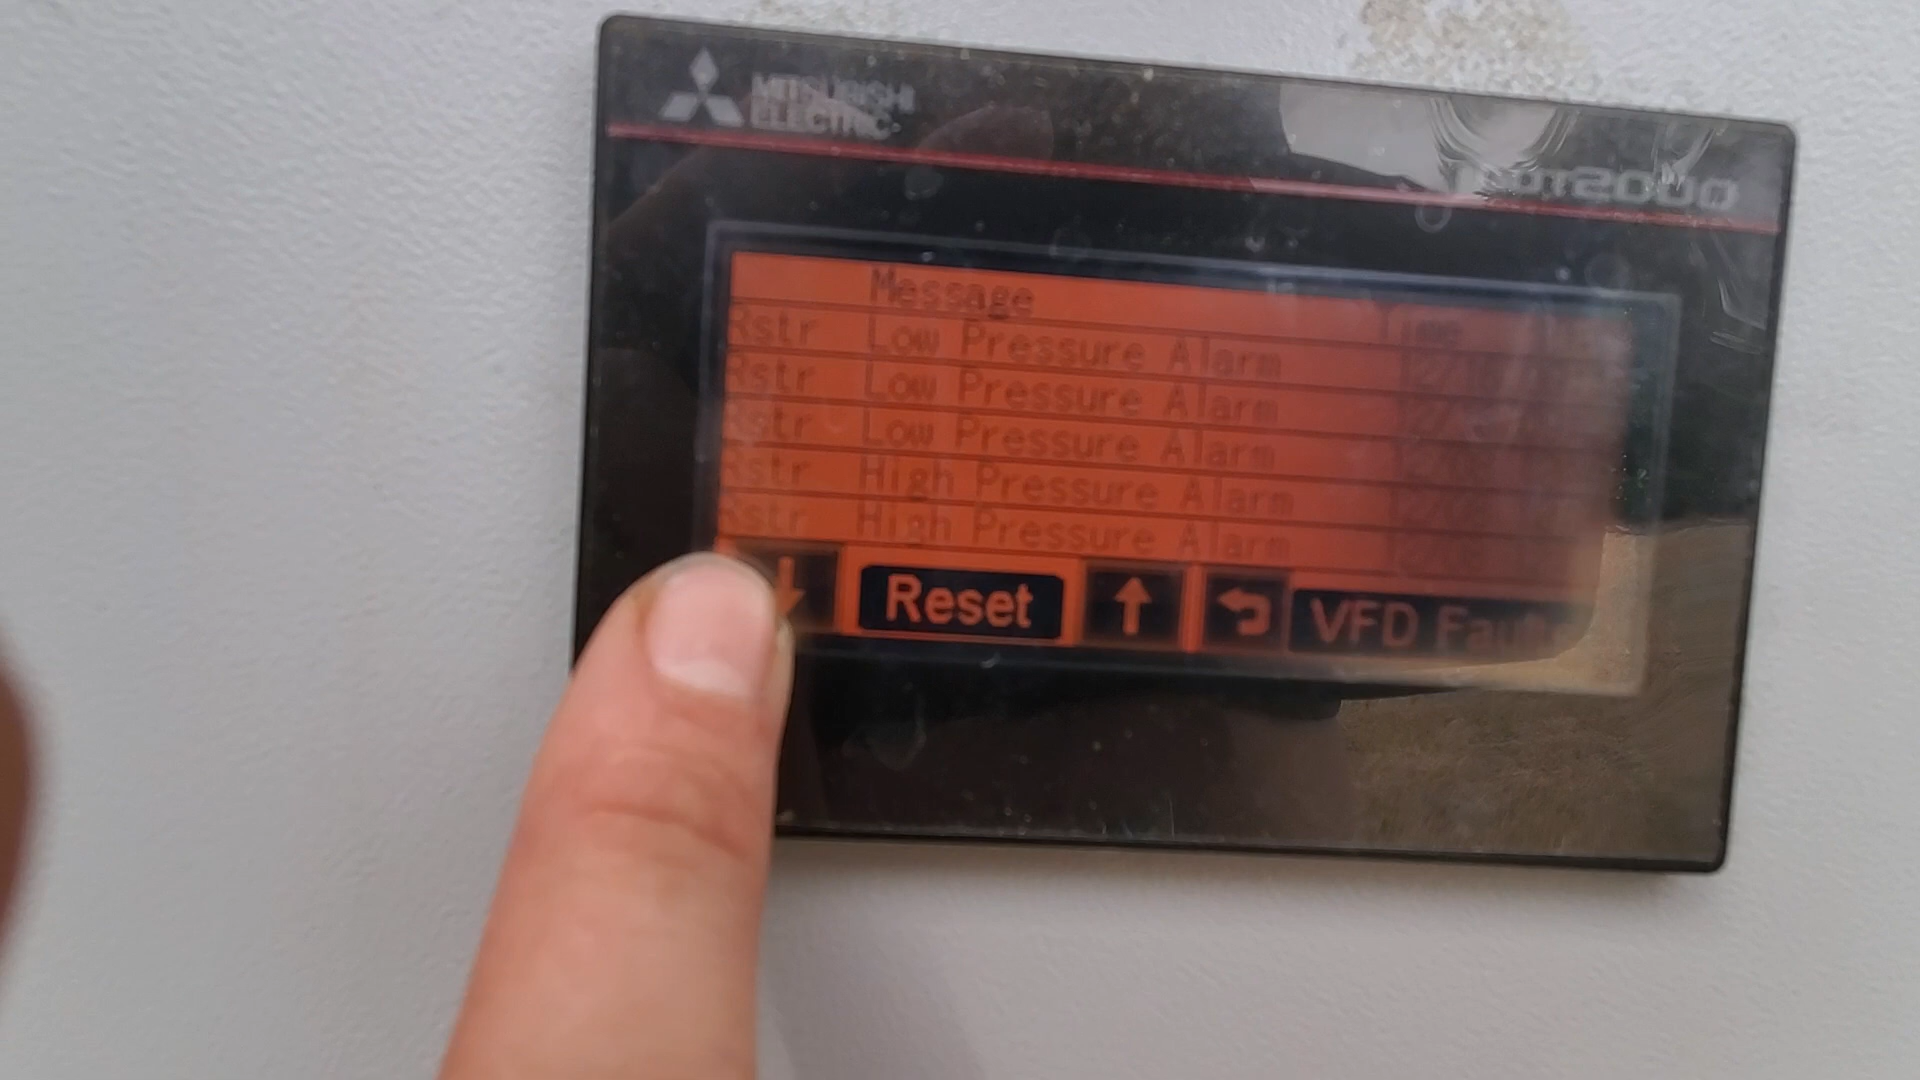 MITSUBISHI
ELECTRIC
GOT2000
Message
Rstr Low Pressure Alarm
Rstr Low Pressure Alarm
Rstr Low Pressure Alarm
Rstr High Pressure Alarm
Rstr High Pressure Alarm
Reset
VFD